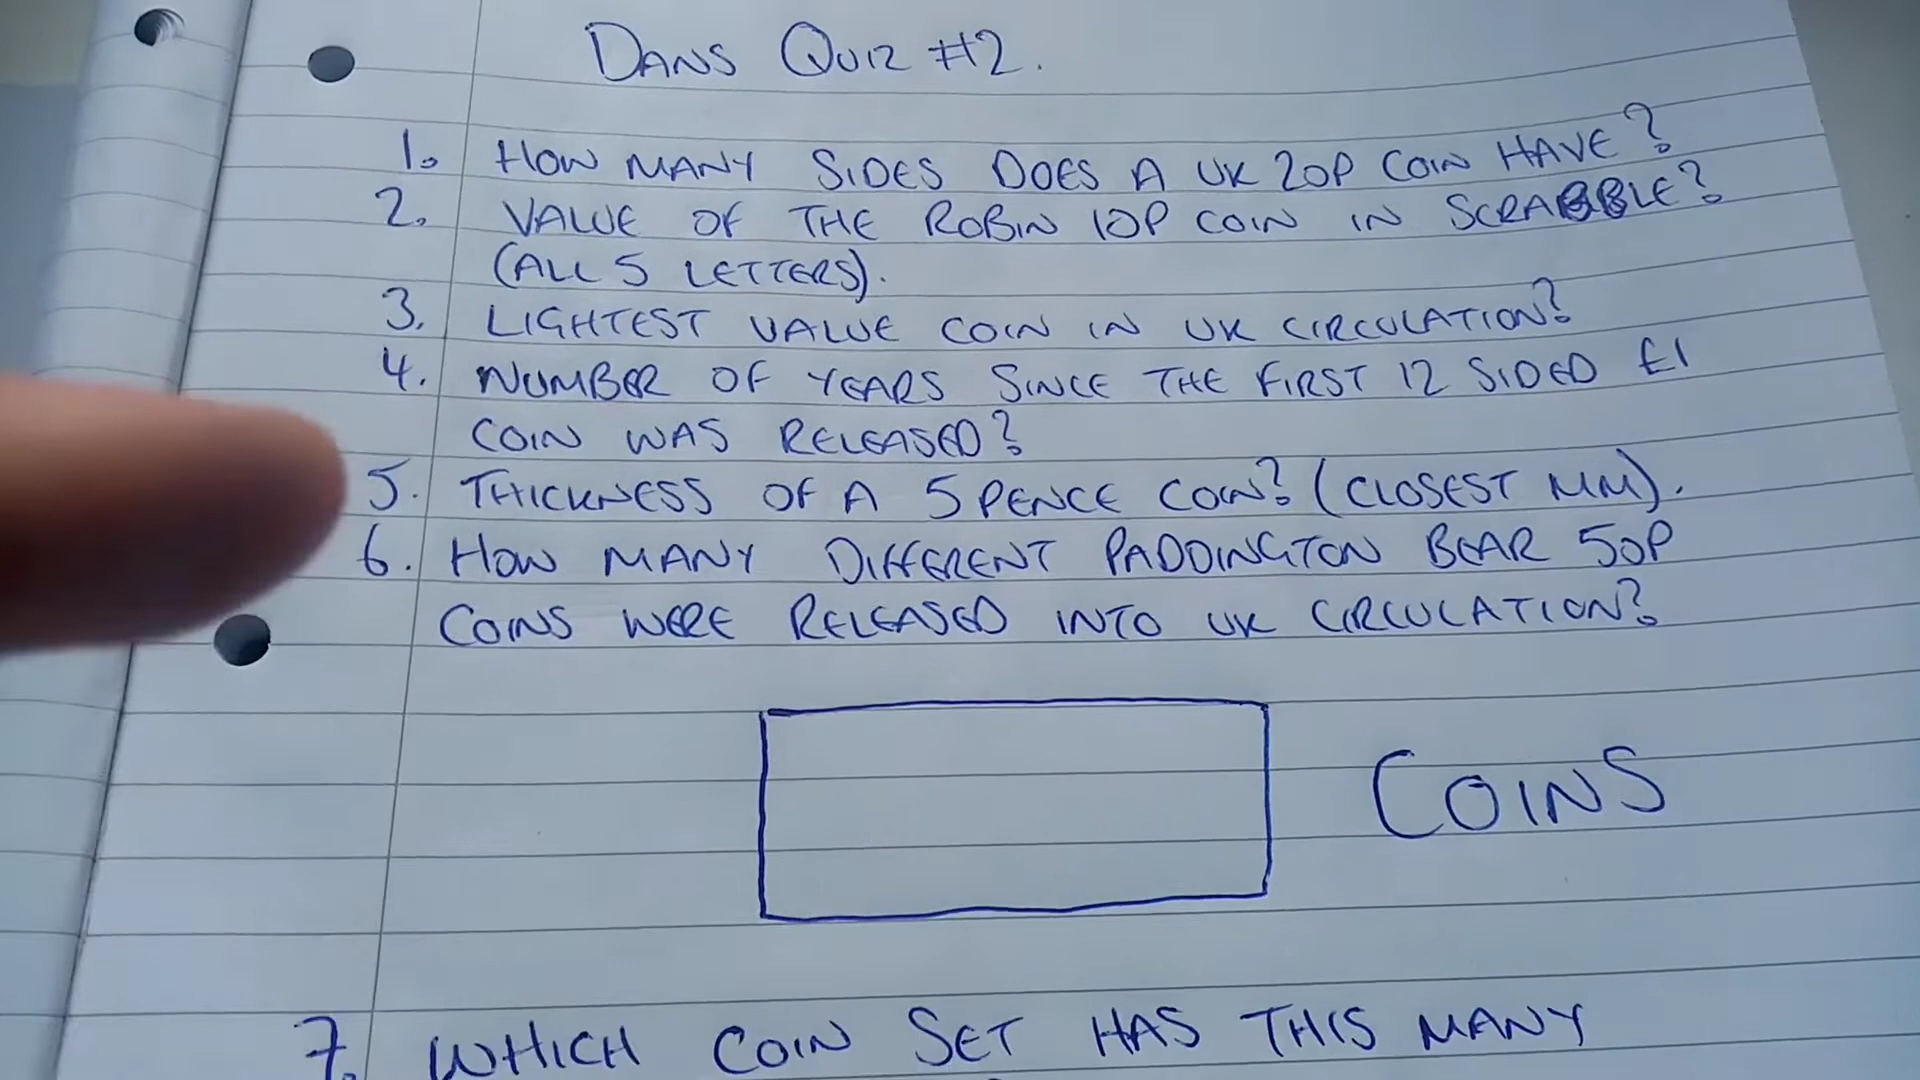 DANS QUIZ #2.
1. HOW MANY SIDES DOES A UK 20P COIN HAVE?
2. VALUE OF THE ROBIN 10P COIN IN SCRABBLE?
(ALL 5 LETTERS).
3. LIGHTEST VALUE COIN IN UK CIRCULATION?
4. NUMBER OF YEARS SINCE THE FIRST 12 SIDED £1
COIN WAS RELEASED?
5. THICKNESS OF A 5 PENCE COIN? (CLOSEST MM).
6. HOW MANY DIFFERENT PADDINGTON BEAR 50P
COINS WERE RELEASED INTO UK CIRCULATION?
COINS
7. WHICH COIN SET HAS THIS MANY